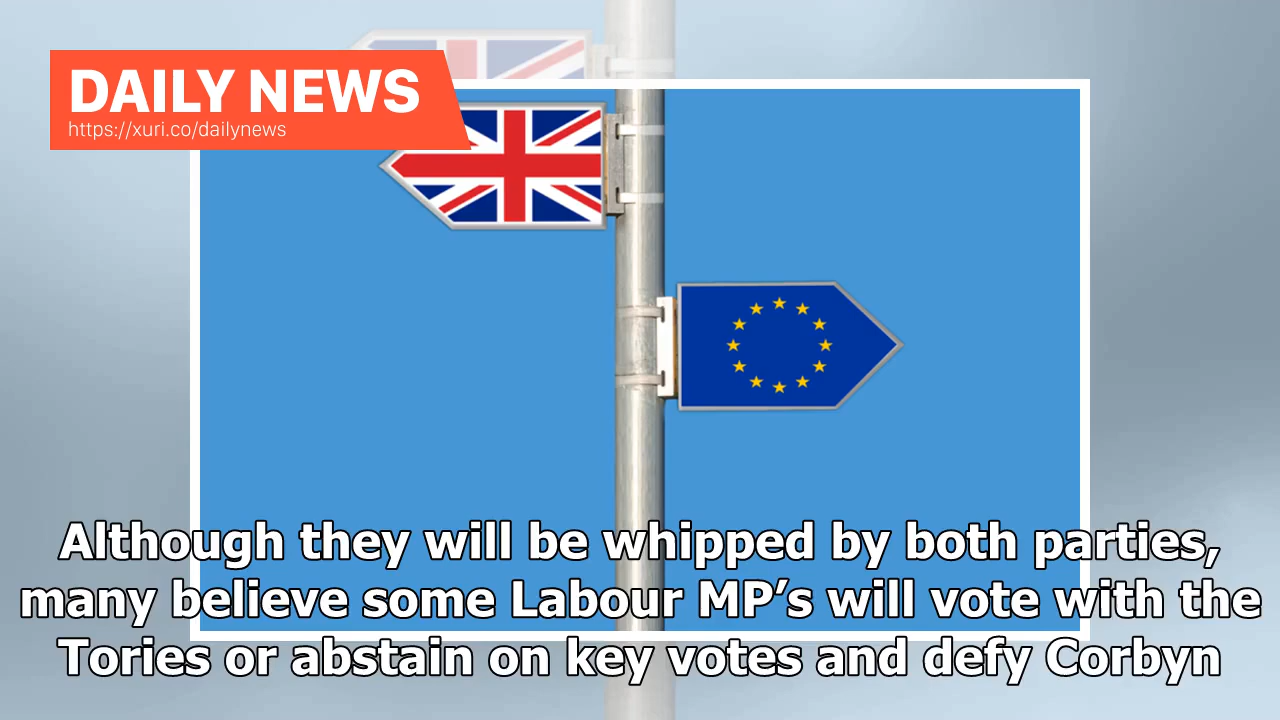 DAILY NEWS
https://xuri.co/dailynews
Although they will be whipped by both parties,
many believe some Labour MP’s will vote with the
Tories or abstain on key votes and defy Corbyn